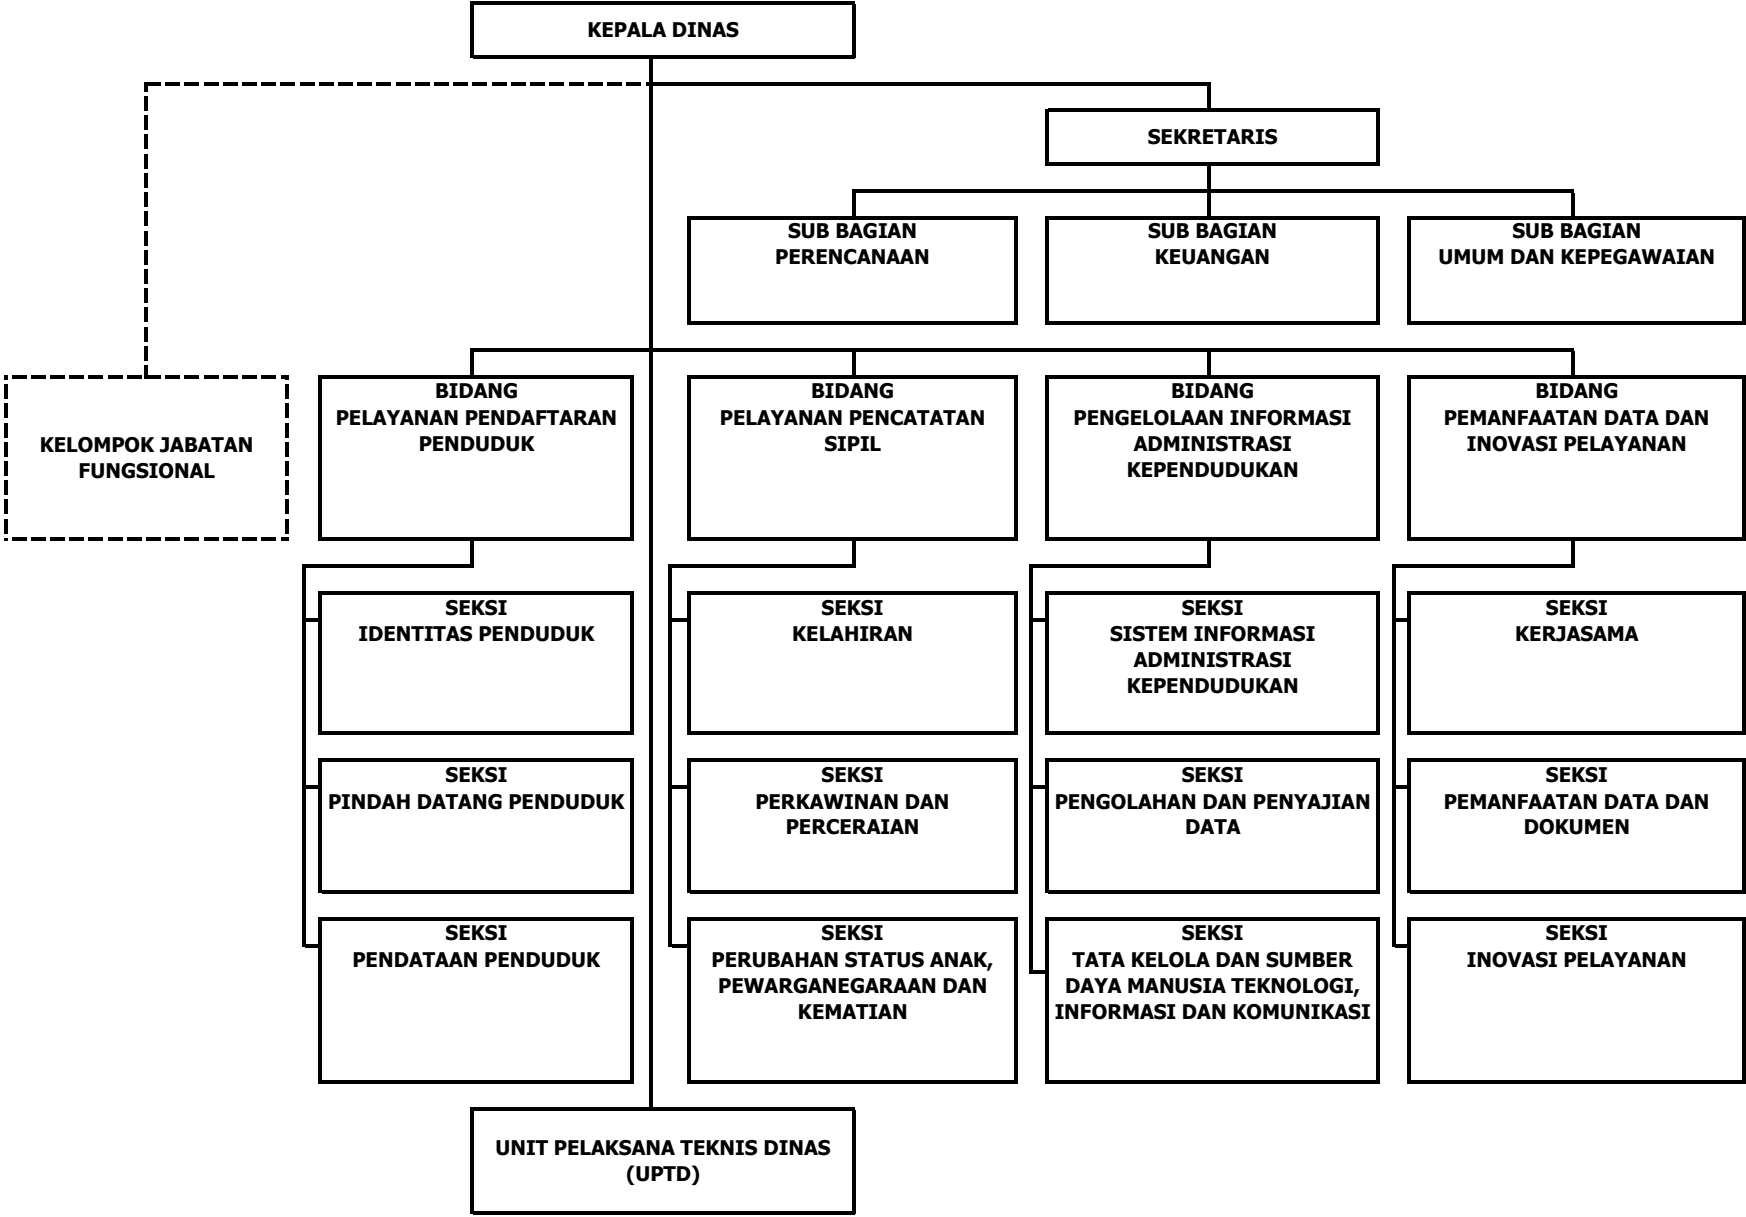 KEPALA DINAS
SEKRETARIS
SUB BAGIAN
PERENCANAAN
SUB BAGIAN
KEUANGAN
SUB BAGIAN
UMUM DAN KEPEGAWAIAN
KELOMPOK JABATAN
FUNGSIONAL
BIDANG
PELAYANAN PENDAFTARAN
PENDUDUK
BIDANG
PELAYANAN PENCATATAN
SIPIL
BIDANG
PENGELOLAAN INFORMASI
ADMINISTRASI
KEPENDUDUKAN
BIDANG
PEMANFAATAN DATA DAN
INOVASI PELAYANAN
SEKSI
IDENTITAS PENDUDUK
SEKSI
KELAHIRAN
SEKSI
SISTEM INFORMASI
ADMINISTRASI
KEPENDUDUKAN
SEKSI
KERJASAMA
SEKSI
PINDAH DATANG PENDUDUK
SEKSI
PERKAWINAN DAN
PERCERAIAN
SEKSI
PENGOLAHAN DAN PENYAJIAN
DATA
SEKSI
PEMANFAATAN DATA DAN
DOKUMEN
SEKSI
PENDATAAN PENDUDUK
SEKSI
PERUBAHAN STATUS ANAK,
PEWARGANEGARAAN DAN
KEMATIAN
SEKSI
TATA KELOLA DAN SUMBER
DAYA MANUSIA TEKNOLOGI,
INFORMASI DAN KOMUNIKASI
SEKSI
INOVASI PELAYANAN
UNIT PELAKSANA TEKNIS DINAS
(UPTD)